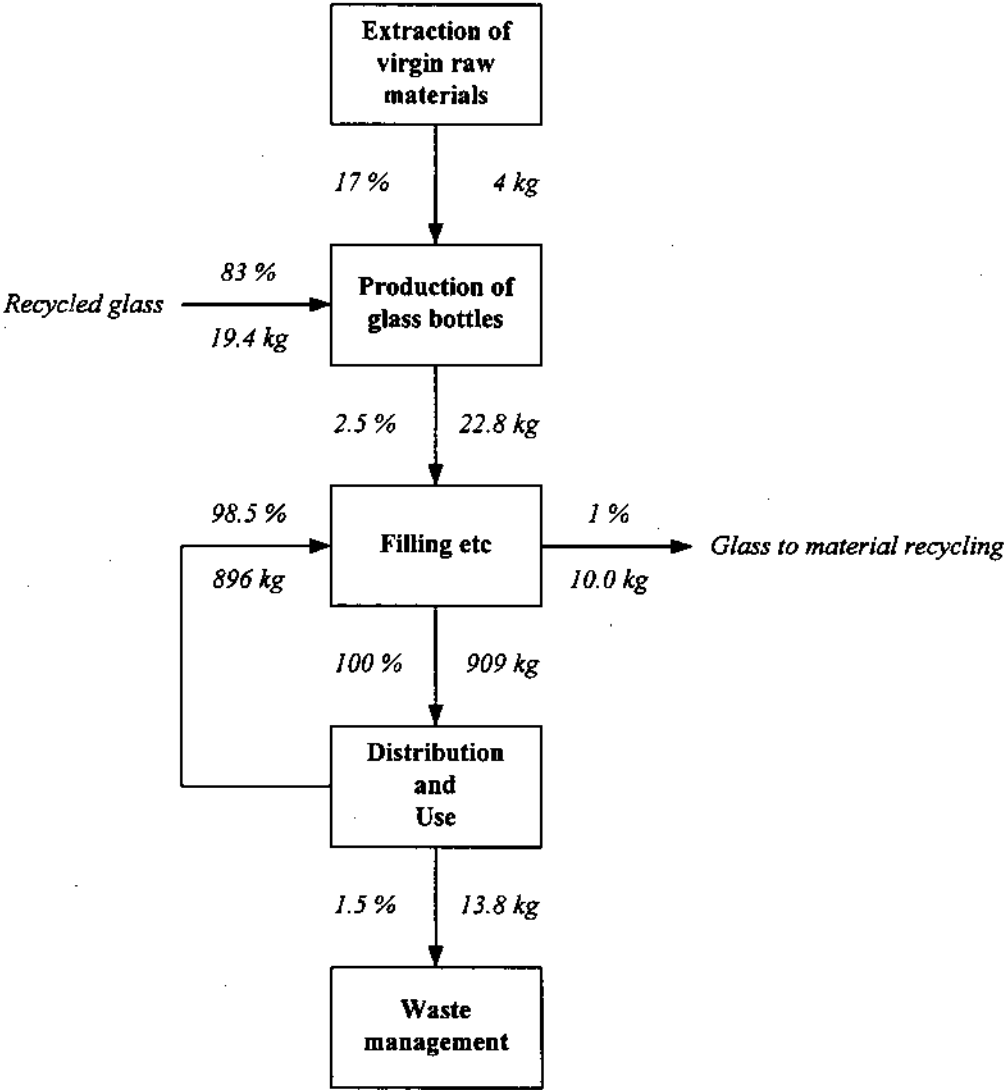 Extraction of
virgin raw
materials
17 %
4 kg
83 %
Recycled glass
19.4 kg
Production of
glass bottles
2.5 %
22.8 kg
98.5 %
896 kg
Filling etc
1 %
Glass to material recycling
10.0 kg
100 %
909 kg
Distribution
and
Use
1.5 %
13.8 kg
Waste
management